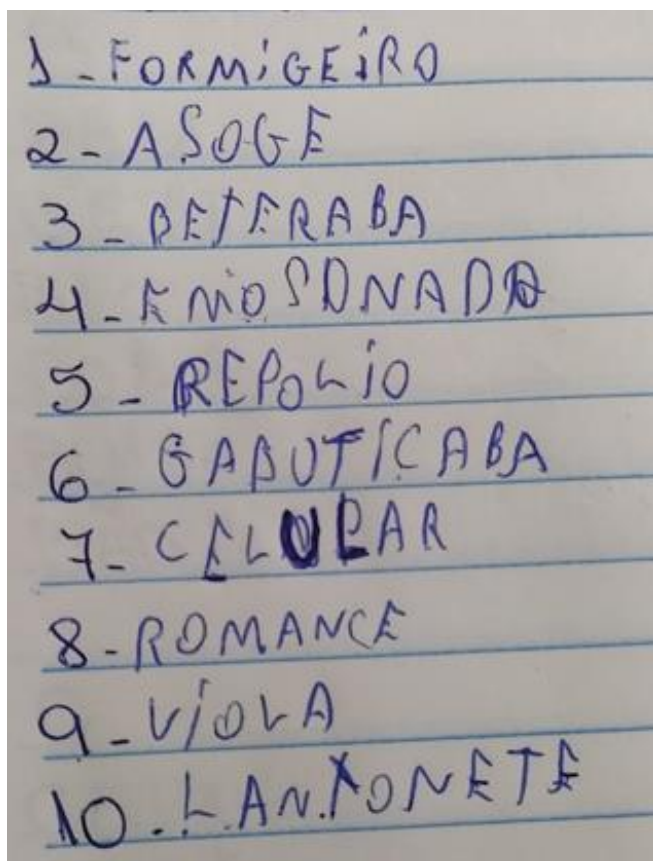 1-FORMiGEiRO
2-ASOGE
3-BETERABA
4-EMOSONADO
5-REPOLiO
6-GABUTICABA
7-CELULAR
8-ROMANCE
9-ViOLA
10.LANXONETE